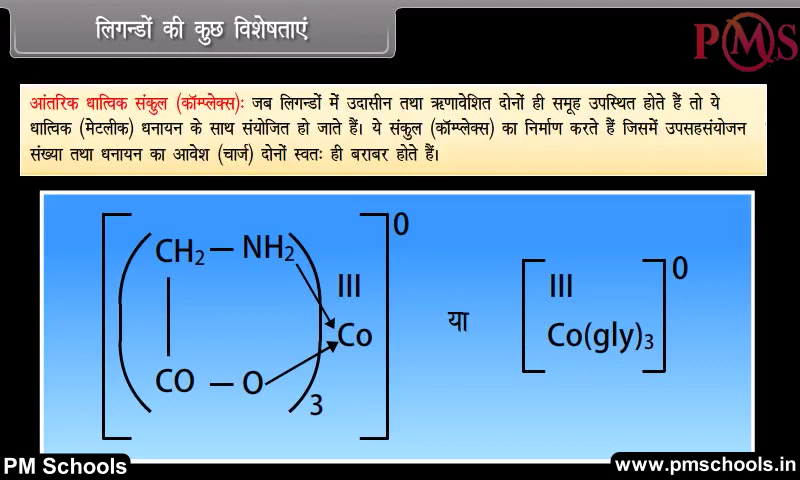 लिगन्डों की कुछ विशेषताएं
PMS
आंतरिक धात्विक संकुल (कॉम्प्लेक्स): जब लिगन्डों में उदासीन तथा ऋणावेशित दोनों ही समूह उपस्थित होते हैं तो ये
धात्विक (मेटलीक) धनायन के साथ संयोजित हो जाते हैं। ये संकुल (कॉम्प्लेक्स) का निर्माण करते हैं जिसमें उपसहसंयोजन
संख्या तथा धनायन का आवेश (चार्ज) दोनों स्वतः ही बराबर होते हैं।
0
CH₂ — NH₂
III
Co
CO — O
3
या
0
III
Co(gly)₃
PM Schools
www.pmschools.in